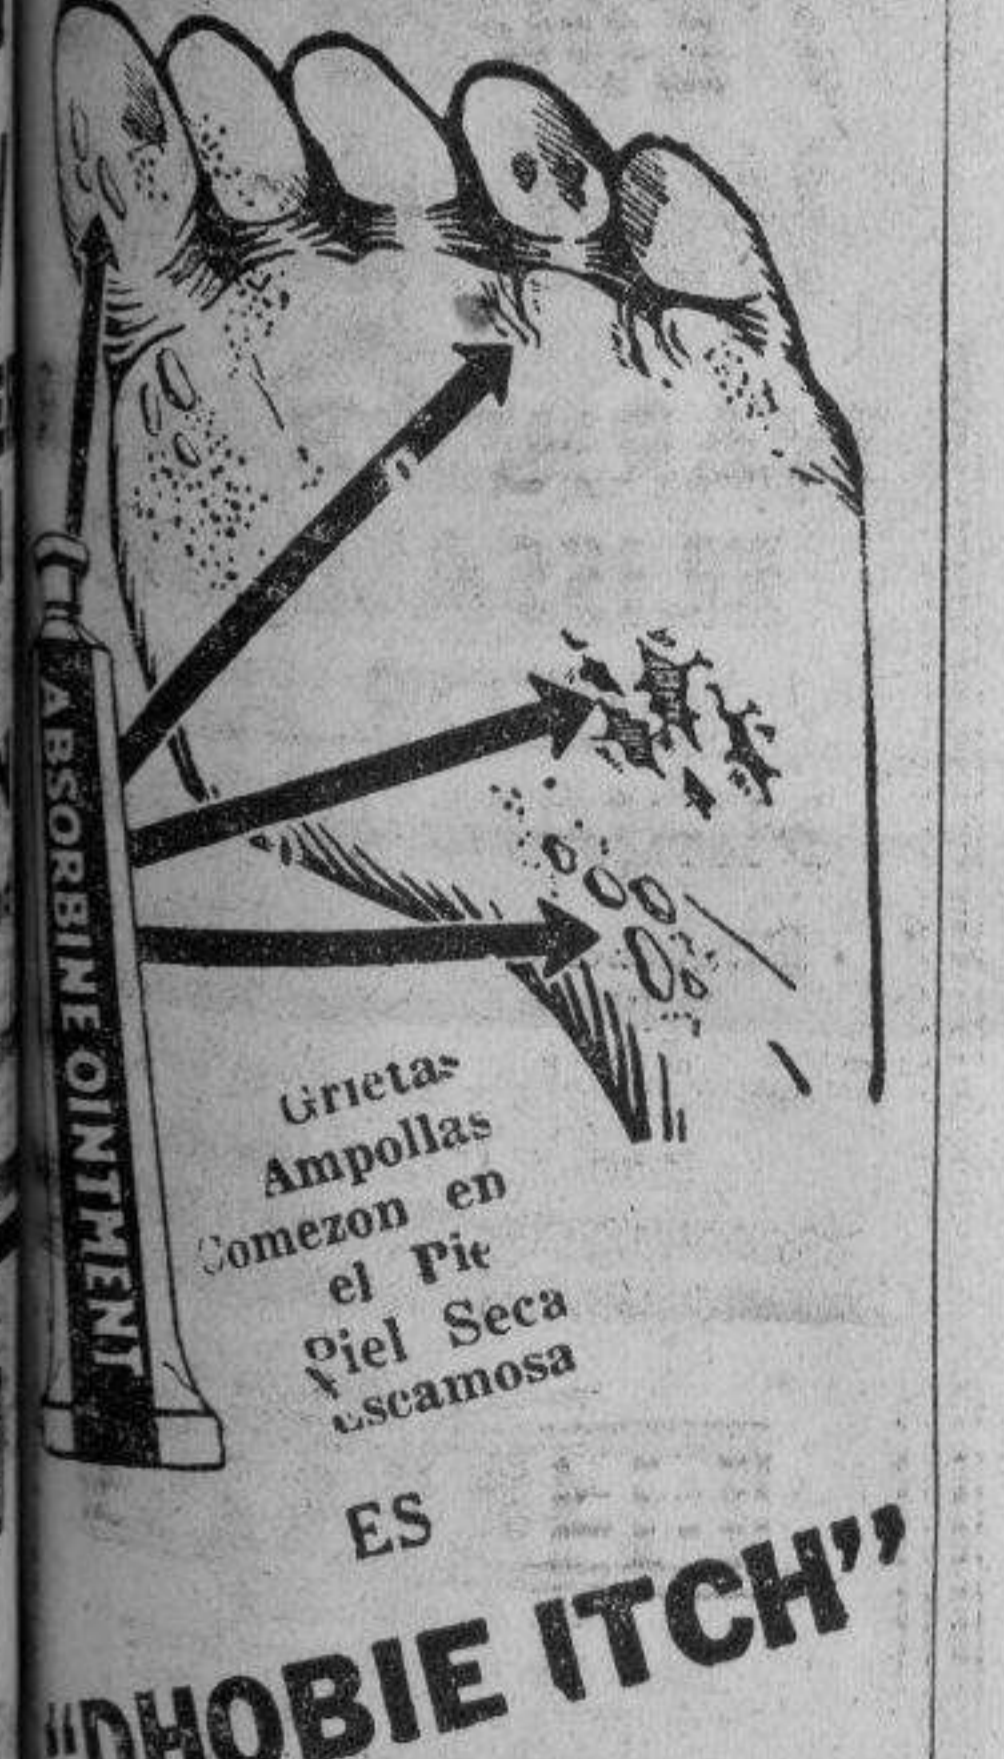 ABSORBINE OINTMENT
Grietas
Ampollas
Comezon en
el Pie
Piel Seca
Escamosa
ES
"DHOBIE ITCH"